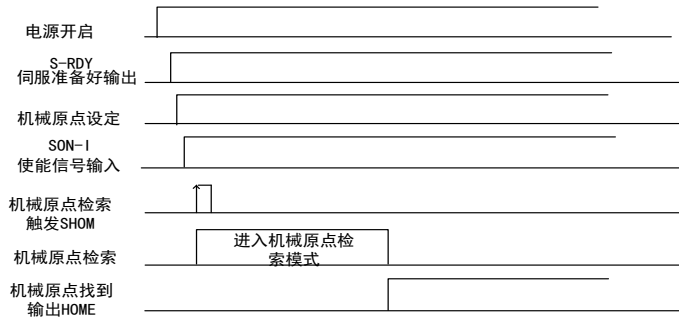 电源开启
S-RDY
伺服准备好输出
机械原点设定
SON-I
使能信号输入
机械原点检索
触发SHOM
进入机械原点检
索模式
机械原点检索
机械原点找到
输出HOME